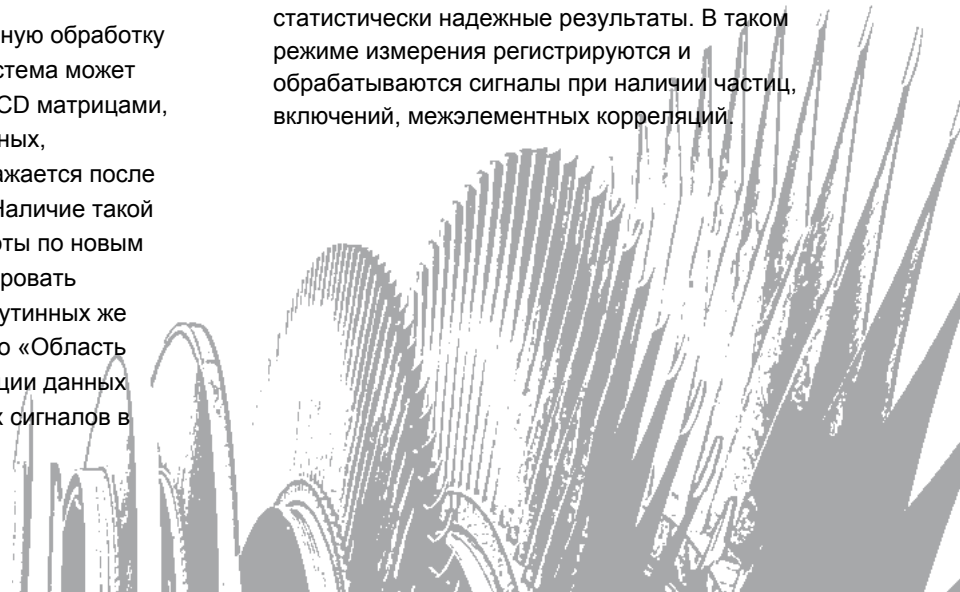 ную обработку
стема может
CD матрицами,
ных,
ажается после
Наличие такой
оты по новым
ровать
утинных же
о «Область
ции данных
х сигналов в
статистически надежные результаты. В таком
режиме измерения регистрируются и
обрабатываются сигналы при наличии частиц,
включений, межэлементных корреляций.